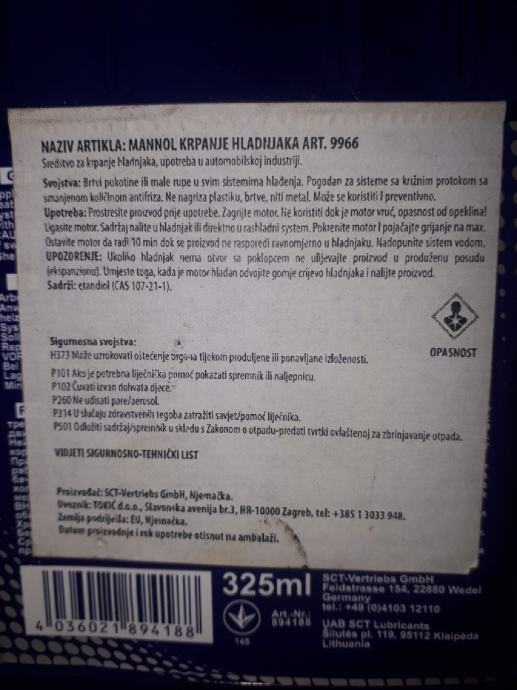 NAZIV ARTIKLA: MANNOL KRPANJE HLADNJAKA ART. 9966
Sredstvo za krpanje hladnjaka, upotreba u automobilskoj industriji.
Svojstva: Brtvi pukotine ili male rupe u svim sistemima hlađenja. Pogodan za sisteme sa križnim protokom sa
smanjenom količinom antifriza. Ne nagriza plastiku, brtve, niti metal. Može se koristiti I preventivno.
Upotreba: Prostresite proizvod prije upotrebe. Zagrijte motor. Ne koristiti dok je motor vruć, opasnost od opeklina!
Ugasite motor. Sadržaj nalite u hladnjak ili direktno u rashladni system. Pokrenite motor I pojačajte grijanje na max.
Ostavite motor da radi 10 min dok se proizvod ne rasporedi ravnomjerno u hladnjaku. Nadopunite sistem vodom.
UPOZORENJE: Ukoliko hladnjak nema otvor sa poklopcem ne ulijevajte proizvod u produženu posudu
(ekspanzionu). Umjesto toga, kada je motor hladan odvojite gornje crijevo hladnjaka i nalijte proizvod.
Sadrži: etandiol (CAS 107-21-1).
OPASNOST
Sigurnosna svojstva:
H373 Može uzrokovati oštećenje organa tijekom produljene ili ponavljane izloženosti.
P101 Ako je potrebna liječnička pomoć pokazati spremnik ili naljepnicu.
P102 Čuvati izvan dohvata djece.
P260 Ne udisati pare/aerosol.
P314 U slučaju zdravstvenih tegoba zatražiti savjet/pomoć liječnika.
P501 Odložiti sadržaj/spremnik u skladu s Zakonom o otpadu-predati tvrtki ovlaštenoj za zbrinjavanje otpada.
VIDJETI SIGURNOSNO-TEHNIČKI LIST
Proizvođač: SCT-Vertriebs GmbH, Njemačka.
Uvoznik: TOKIĆ d.o.o., Slavonska avenija br.3, HR-10000 Zagreb, tel: +385 1 3033 948.
Zemlja podrijetla: EU, Njemačka.
Datum proizvodnje i rok upotrebe otisnut na ambalaži.
4 036021 894188
325ml
145
Art.-Nr.:
894188
SCT-Vertriebs GmbH
Feldstrasse 154, 22880 Wedel
Germany
tel.: +49 (0)4103 12110
UAB SCT Lubricants
Šilutės pl. 119, 95112 Klaipėda
Lithuania